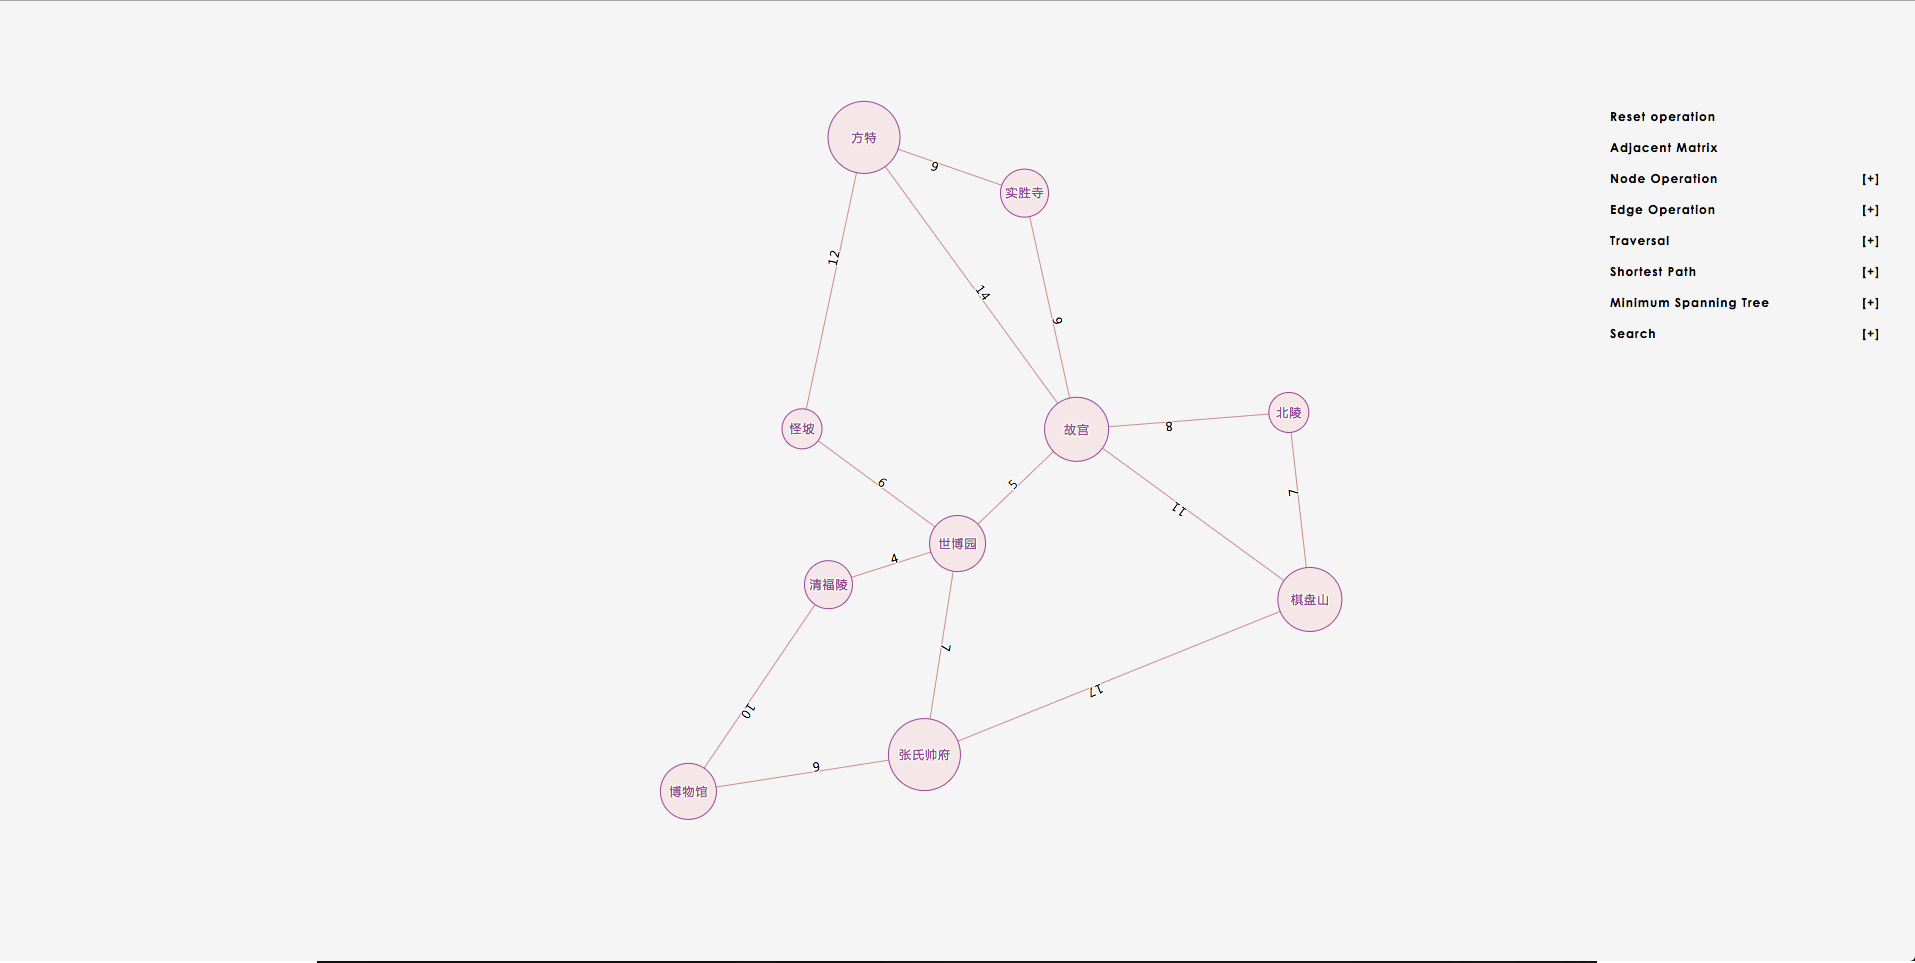 方特
9
实胜寺
12
14
9
怪坡
故宫
8
北陵
6
5
11
7
世博园
4
清福陵
棋盘山
7
17
10
张氏帅府
6
博物馆
Reset operation
Adjacent Matrix
Node Operation [+]
Edge Operation [+]
Traversal [+]
Shortest Path [+]
Minimum Spanning Tree [+]
Search [+]